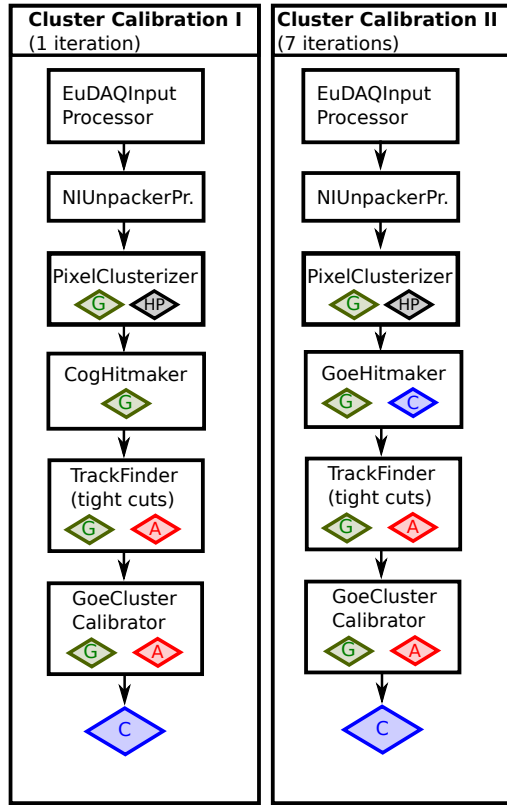 Cluster Calibration I
(1 iteration)
EuDAQInput
Processor
NIUnpackerPr.
PixelClusterizer
G HP
CogHitmaker
G
TrackFinder
(tight cuts)
G A
GoeCluster
Calibrator
G A
C
Cluster Calibration II
(7 iterations)
EuDAQInput
Processor
NIUnpackerPr.
PixelClusterizer
G HP
GoeHitmaker
G C
TrackFinder
(tight cuts)
G A
GoeCluster
Calibrator
G A
C